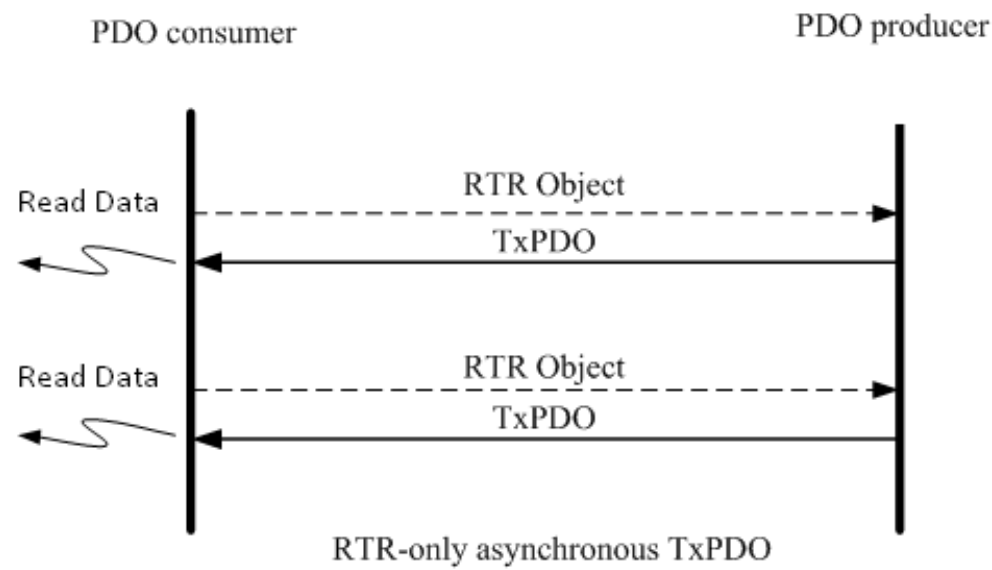 PDO consumer
PDO producer
RTR Object
Read Data
TxPDO
RTR Object
Read Data
TxPDO
RTR-only asynchronous TxPDO